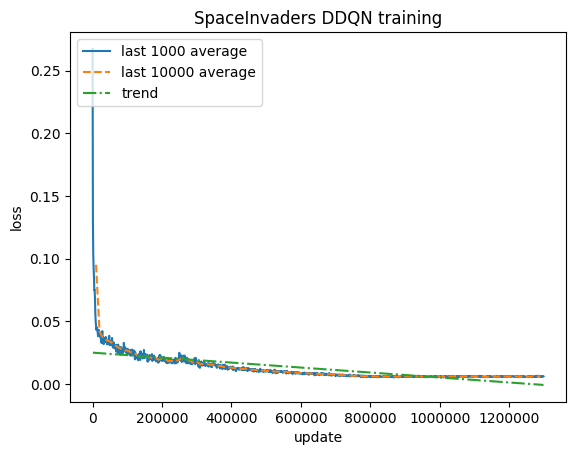 SpaceInvaders DDQN training
last 1000 average
last 10000 average
trend
0.25
0.20
0.15
0.10
0.05
0.00
loss
0 200000 400000 600000 800000 1000000 1200000
update